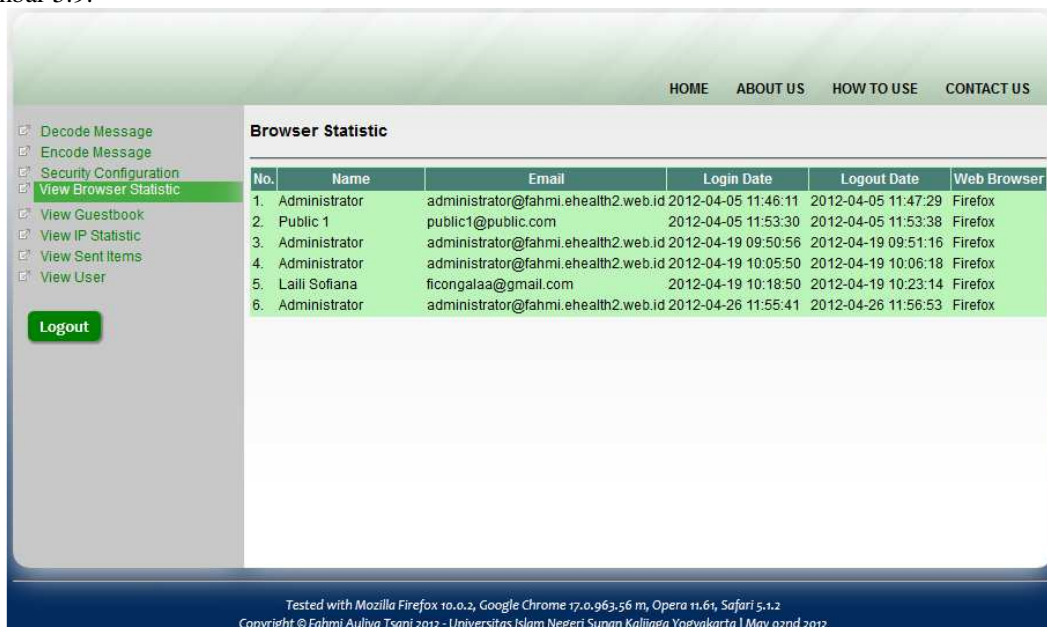 HOME ABOUT US HOW TO USE CONTACT US
Decode Message
Encode Message
Security Configuration
View Browser Statistic
View Guestbook
View IP Statistic
View Sent Items
View User
Logout
Browser Statistic
No. Name Email Login Date Logout Date Web Browser
1. Administrator administrator@fahmi.ehealth2.web.id 2012-04-05 11:46:11 2012-04-05 11:47:29 Firefox
2. Public 1 public1@public.com 2012-04-05 11:53:30 2012-04-05 11:53:38 Firefox
3. Administrator administrator@fahmi.ehealth2.web.id 2012-04-19 09:50:56 2012-04-19 09:51:16 Firefox
4. Administrator administrator@fahmi.ehealth2.web.id 2012-04-19 10:05:50 2012-04-19 10:06:18 Firefox
5. Laili Sofiana ficongalaa@gmail.com 2012-04-19 10:18:50 2012-04-19 10:23:14 Firefox
6. Administrator administrator@fahmi.ehealth2.web.id 2012-04-26 11:55:41 2012-04-26 11:56:53 Firefox
Tested with Mozilla Firefox 10.0.2, Google Chrome 17.0.963.56 m, Opera 11.61, Safari 5.1.2
Copyright © Fahmi Auliya Tsani 2012 - Universitas Islam Negeri Sunan Kalijaga Yogyakarta | May 02nd 2012